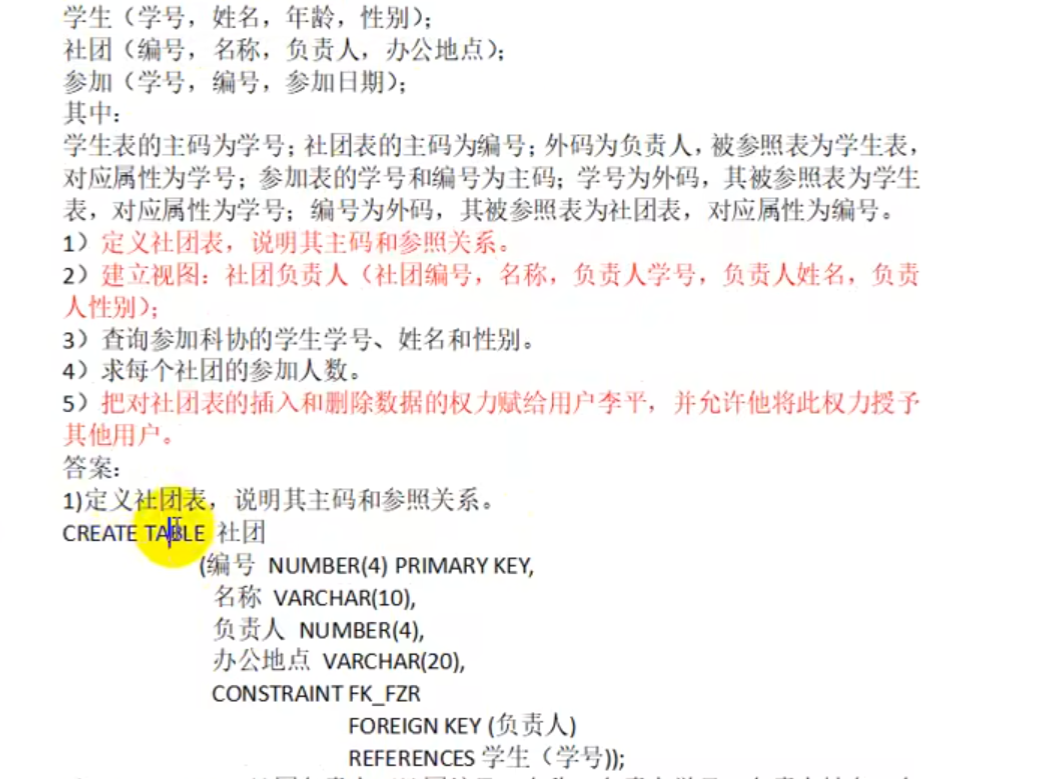 学生（学号，姓名，年龄，性别）；
社团（编号，名称，负责人，办公地点）；
参加（学号，编号，参加日期）；
其中：
学生表的主码为学号；社团表的主码为编号；外码为负责人，被参照表为学生表，
对应属性为学号；参加表的学号和编号为主码；学号为外码，其被参照表为学生
表，对应属性为学号；编号为外码，其被参照表为社团表，对应属性为编号。
1）定义社团表，说明其主码和参照关系。
2）建立视图：社团负责人（社团编号，名称，负责人学号，负责人姓名，负责
人性别）；
3）查询参加科协的学生学号、姓名和性别。
4）求每个社团的参加人数。
5）把对社团表的插入和删除数据的权力赋给用户李平，并允许他将此权力授予
其他用户。
答案：
1)定义社团表，说明其主码和参照关系。
CREATE TABLE 社团
(编号 NUMBER(4) PRIMARY KEY,
名称 VARCHAR(10),
负责人 NUMBER(4),
办公地点 VARCHAR(20),
CONSTRAINT FK_FZR
FOREIGN KEY (负责人)
REFERENCES 学生（学号));